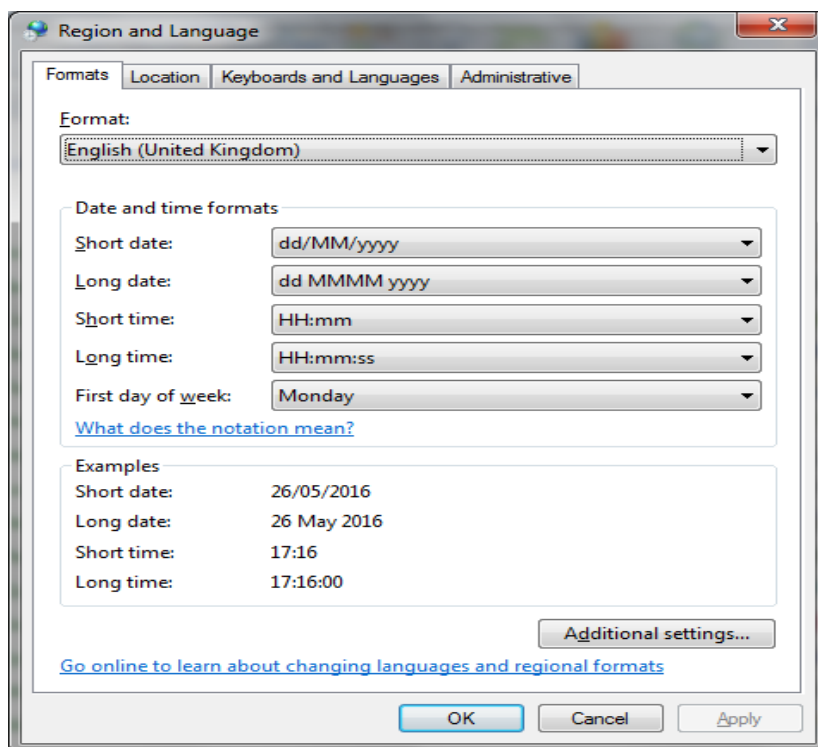 Region and Language
Formats Location Keyboards and Languages Administrative
Format:
English (United Kingdom)
Date and time formats
Short date: dd/MM/yyyy
Long date: dd MMMM yyyy
Short time: HH:mm
Long time: HH:mm:ss
First day of week: Monday
What does the notation mean?
Examples
Short date: 26/05/2016
Long date: 26 May 2016
Short time: 17:16
Long time: 17:16:00
Additional settings...
Go online to learn about changing languages and regional formats
OK Cancel Apply